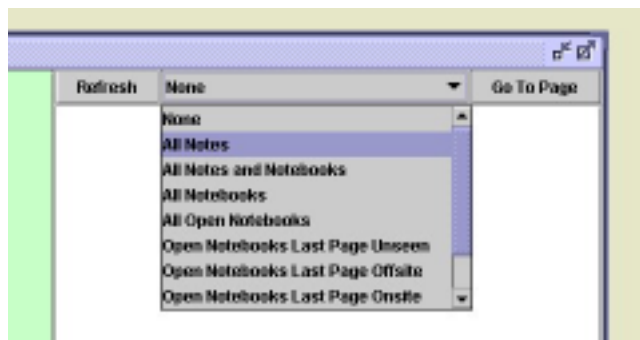 Refresh None Go To Page
None
All Notes
All Notes and Notebooks
All Notebooks
All Open Notebooks
Open Notebooks Last Page Unseen
Open Notebooks Last Page Offsite
Open Notebooks Last Page Onsite